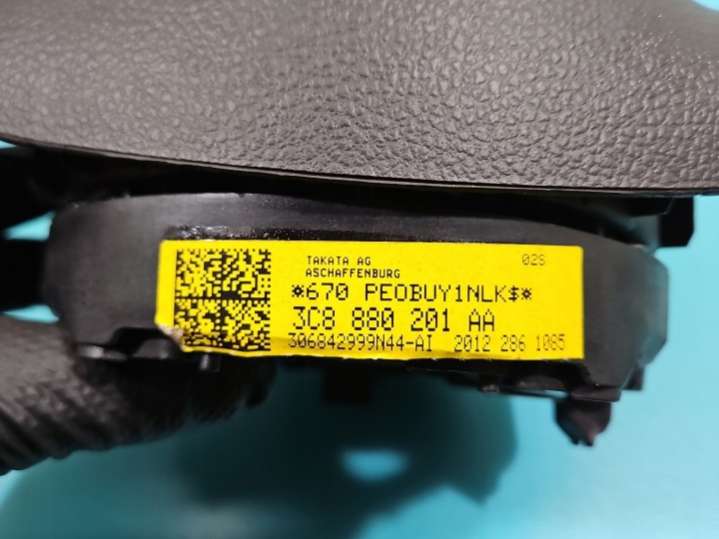 TAKATA AG 02S
ASCHAFFENBURG
*670 PEOBUY1NLK$*
3C8 880 201 AA
306842999N44-AI 2012 286 1085